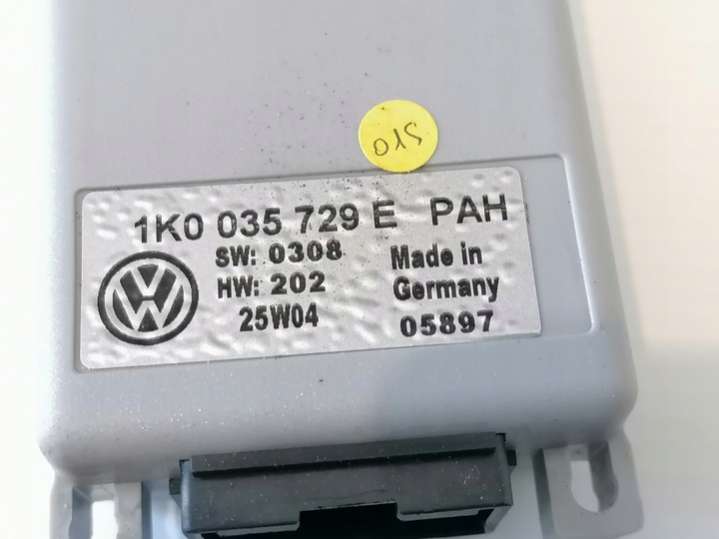 1K0 035 729 E PAH
SW: 0308
HW: 202
25W04
Made in
Germany
05897